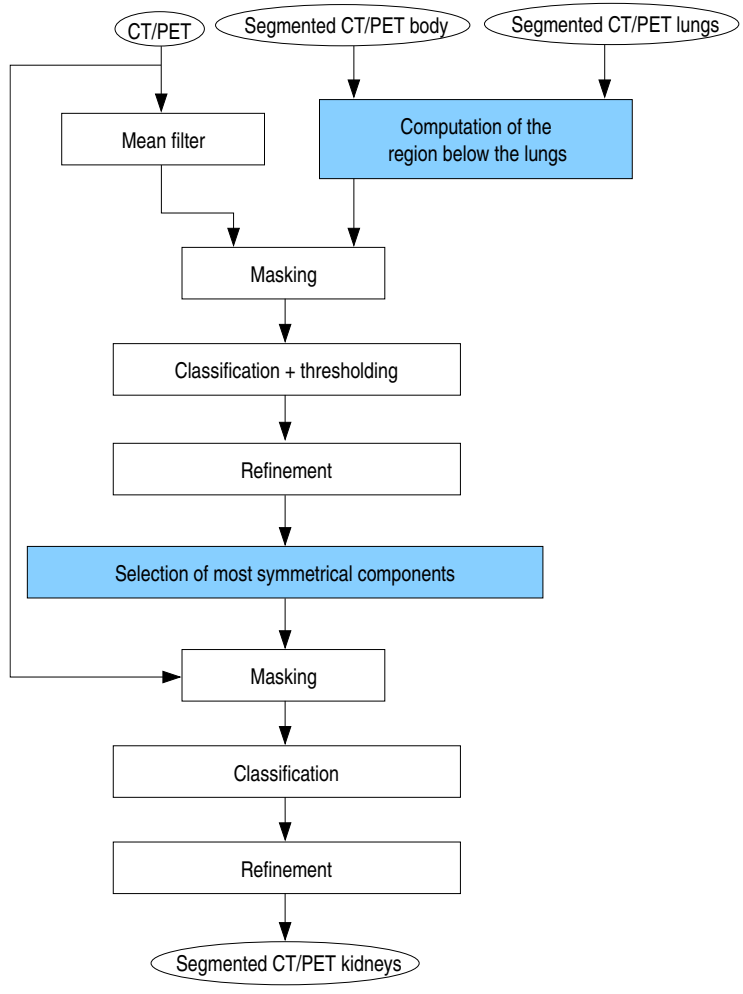 CT/PET
Segmented CT/PET body
Segmented CT/PET lungs
Mean filter
Computation of the
region below the lungs
Masking
Classification + thresholding
Refinement
Selection of most symmetrical components
Masking
Classification
Refinement
Segmented CT/PET kidneys